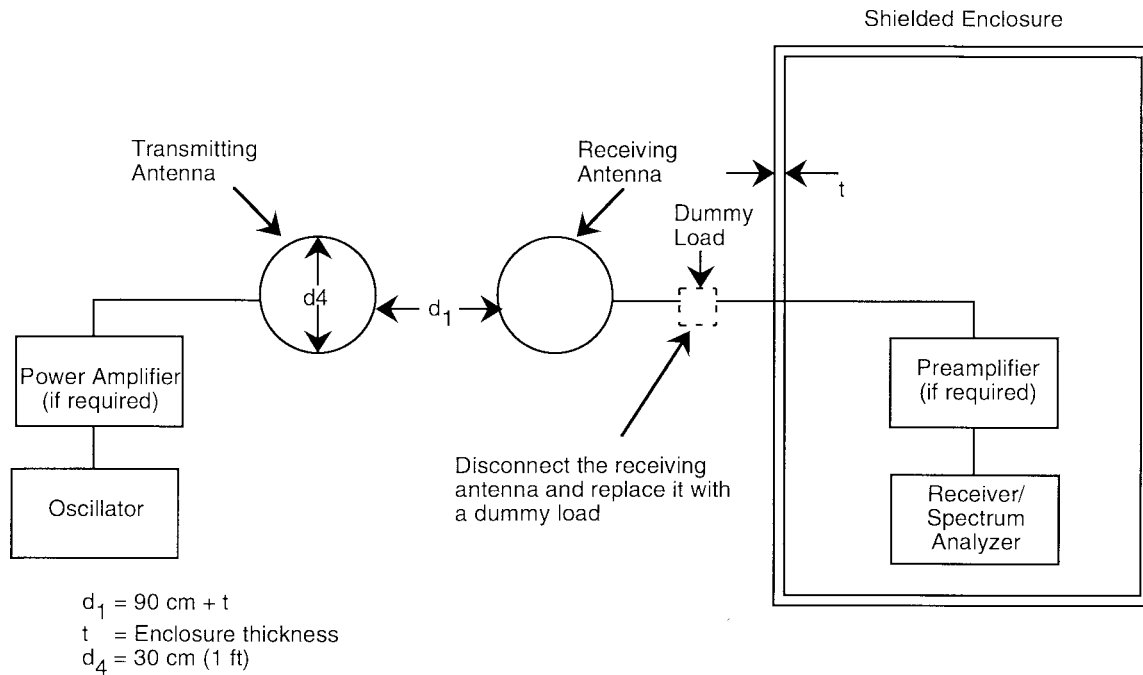 Shielded Enclosure
Transmitting
Antenna
Receiving
Antenna
t
Dummy
Load
d4
d1
Power Amplifier
(if required)
Preamplifier
(if required)
Disconnect the receiving
antenna and replace it with
a dummy load
Oscillator
Receiver/
Spectrum
Analyzer
d1 = 90 cm + t
t = Enclosure thickness
d4 = 30 cm (1 ft)